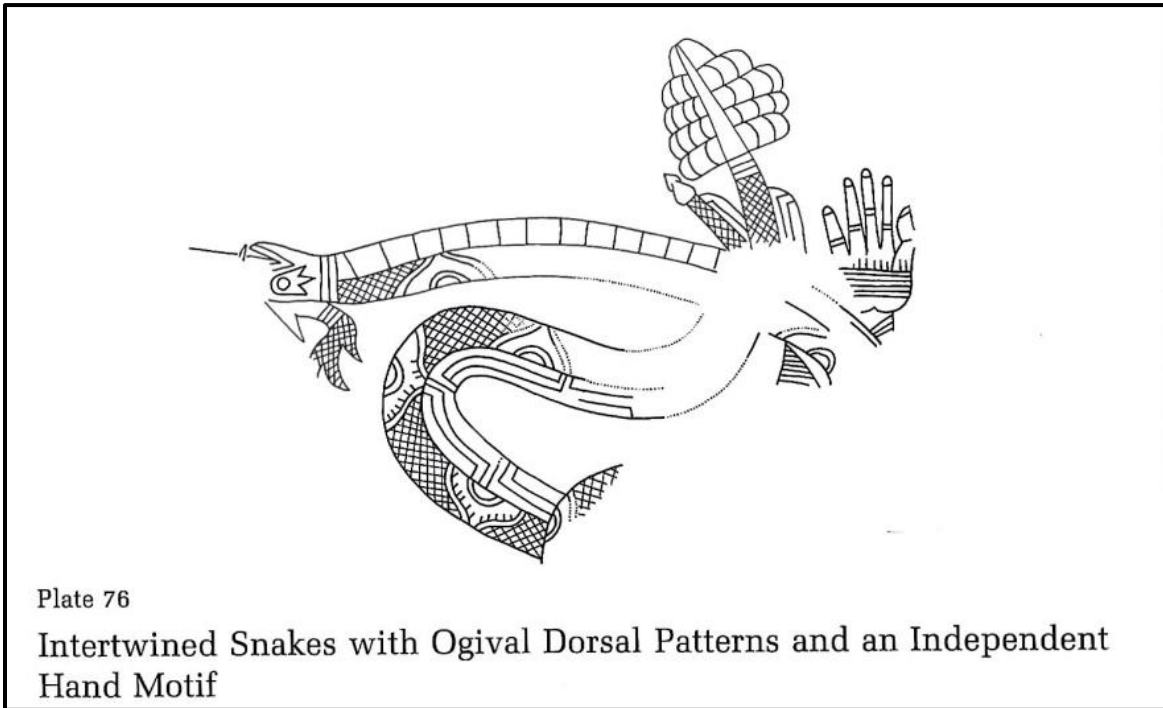 Plate 76
Intertwined Snakes with Ogival Dorsal Patterns and an Independent
Hand Motif